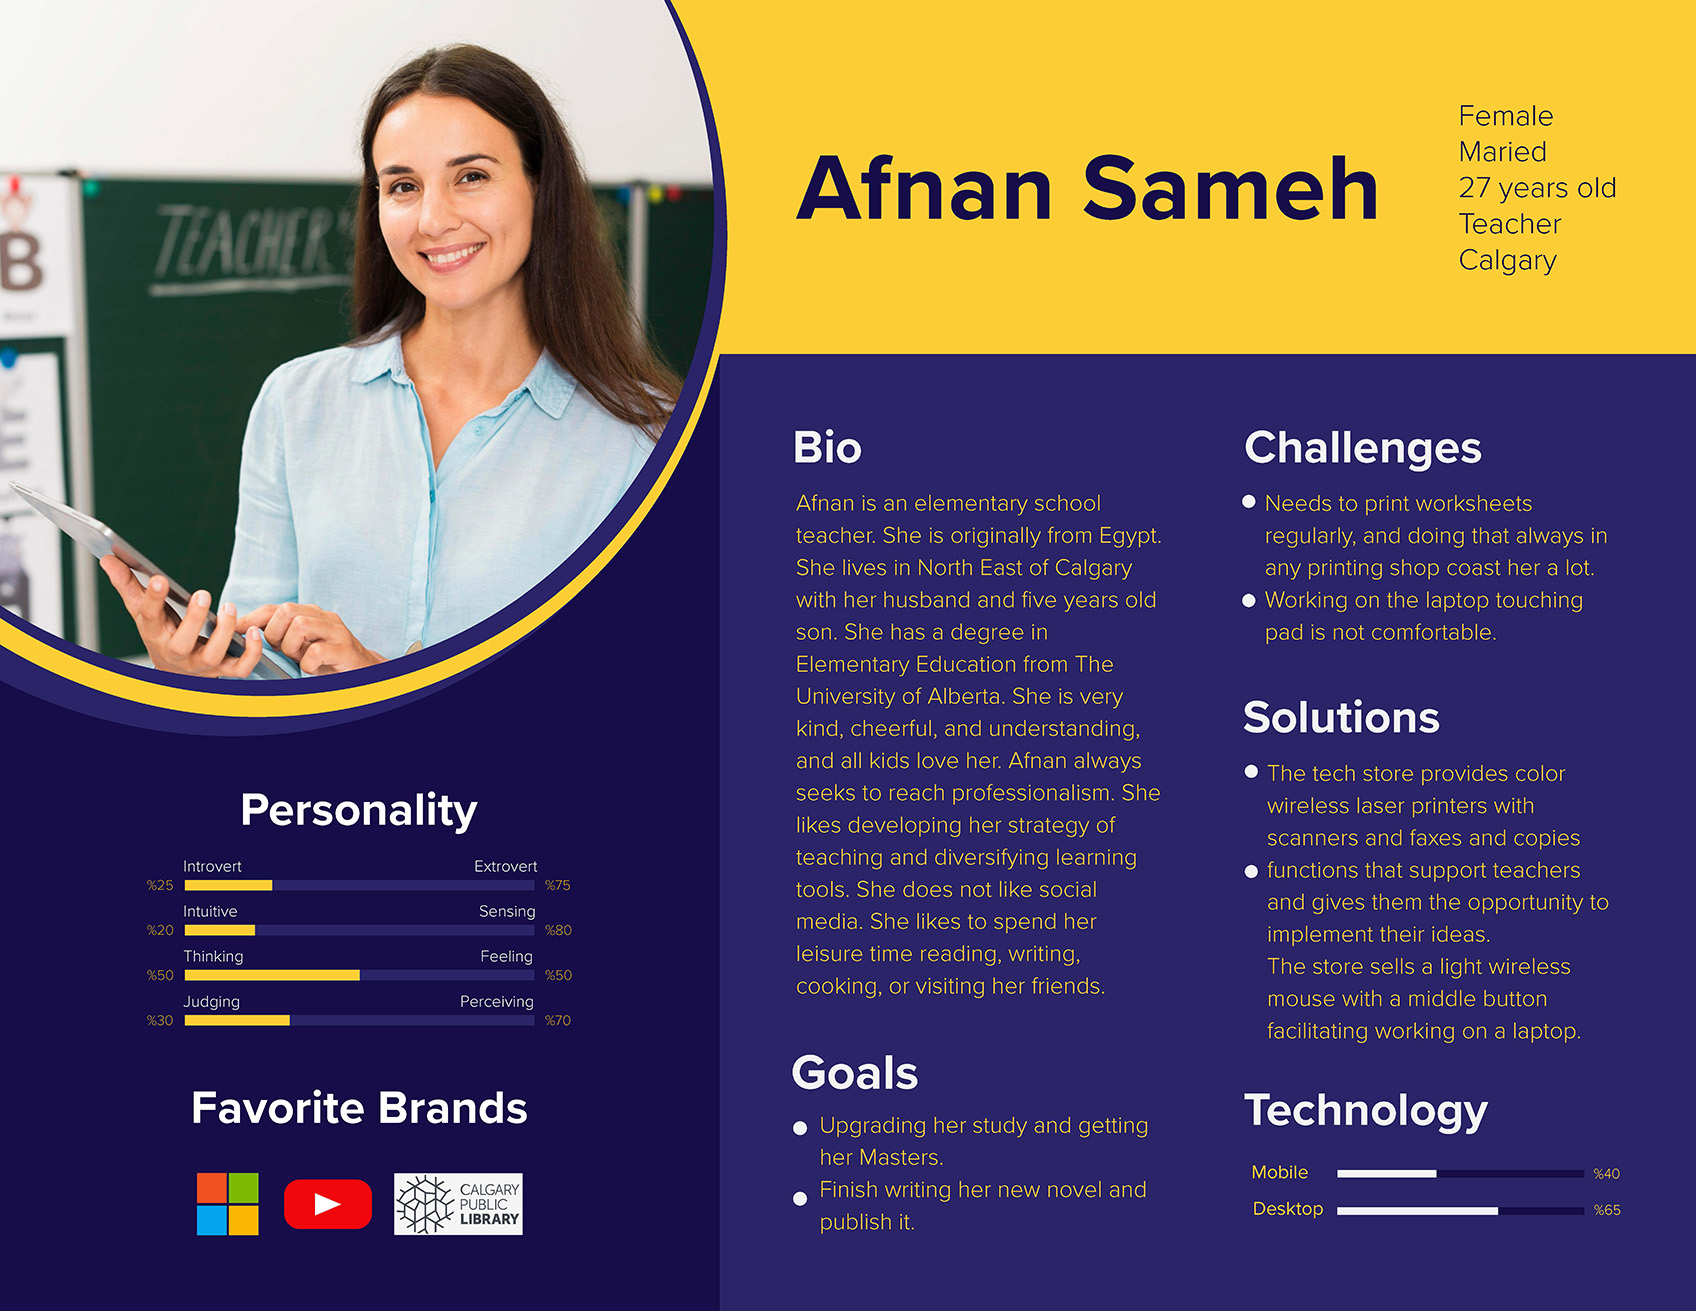 TEACHER'
B
Afnan Sameh
Female
Maried
27 years old
Teacher
Calgary
Bio
Afnan is an elementary school
teacher. She is originally from Egypt.
She lives in North East of Calgary
with her husband and five years old
son. She has a degree in
Elementary Education from The
University of Alberta. She is very
kind, cheerful, and understanding,
and all kids love her. Afnan always
seeks to reach professionalism. She
likes developing her strategy of
teaching and diversifying learning
tools. She does not like social
media. She likes to spend her
leisure time reading, writing,
cooking, or visiting her friends.
Goals
Upgrading her study and getting
her Masters.
Finish writing her new novel and
publish it.
Challenges
Needs to print worksheets
regularly, and doing that always in
any printing shop coast her a lot.
Working on the laptop touching
pad is not comfortable.
Solutions
The tech store provides color
wireless laser printers with
scanners and faxes and copies
functions that support teachers
and gives them the opportunity to
implement their ideas.
The store sells a light wireless
mouse with a middle button
facilitating working on a laptop.
Technology
Mobile %40
Desktop %65
Personality
Introvert Extrovert
%25 %75
Intuitive Sensing
%20 %80
Thinking Feeling
%50 %50
Judging Perceiving
%30 %70
Favorite Brands
CALGARY
PUBLIC
LIBRARY